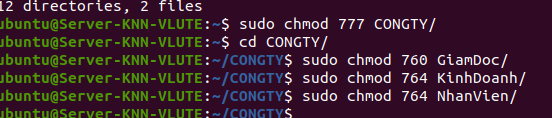 12 directories, 2 files
ubuntu@Server-KNN-VLUTE:~$ sudo chmod 777 CONGTY/
ubuntu@Server-KNN-VLUTE:~$ cd CONGTY/
ubuntu@Server-KNN-VLUTE:~/CONGTY$ sudo chmod 760 GiamDoc/
ubuntu@Server-KNN-VLUTE:~/CONGTY$ sudo chmod 764 KinhDoanh/
ubuntu@Server-KNN-VLUTE:~/CONGTY$ sudo chmod 764 NhanVien/
ubuntu@Server-KNN-VLUTE:~/CONGTY$